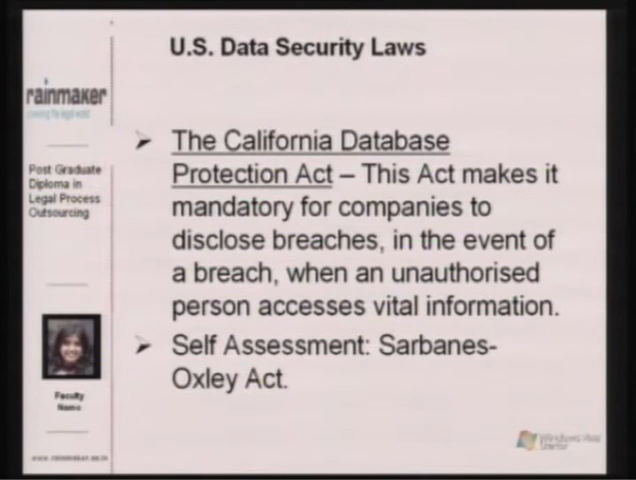 U.S. Data Security Laws
rainmaker
Post Graduate
Diploma in
Legal Process
Outsourcing
➢ The California Database
Protection Act – This Act makes it
mandatory for companies to
disclose breaches, in the event of
a breach, when an unauthorised
person accesses vital information.
➢ Self Assessment: Sarbanes-
Oxley Act.
Faculty
Name